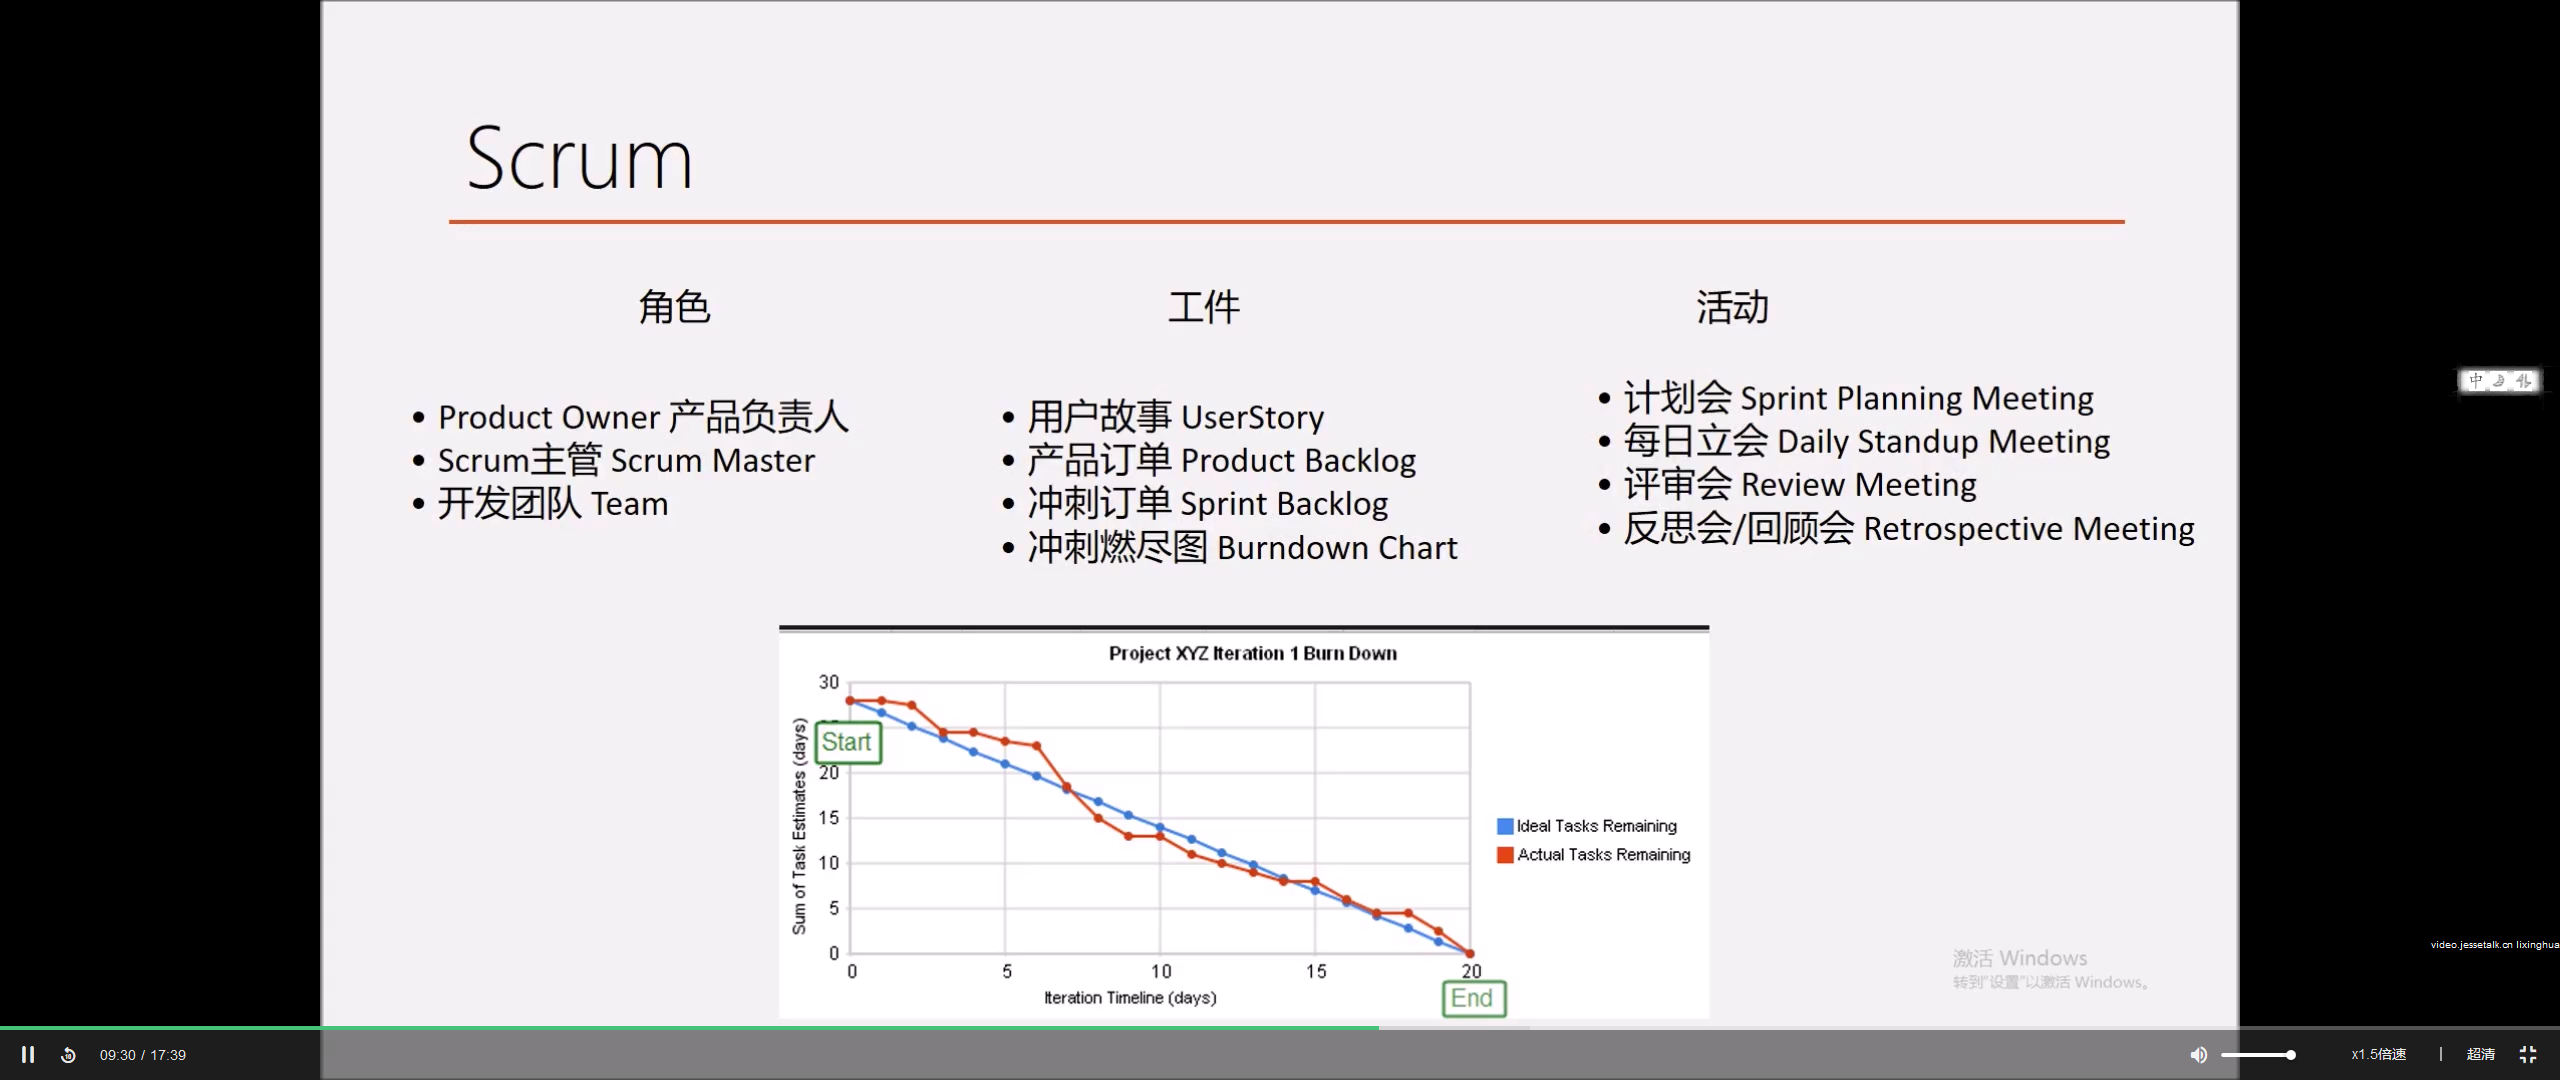 Scrum
角色
• Product Owner 产品负责人
• Scrum主管 Scrum Master
• 开发团队 Team
工件
• 用户故事 UserStory
• 产品订单 Product Backlog
• 冲刺订单 Sprint Backlog
• 冲刺燃尽图 Burndown Chart
活动
• 计划会 Sprint Planning Meeting
• 每日立会 Daily Standup Meeting
• 评审会 Review Meeting
• 反思会/回顾会 Retrospective Meeting
中
Project XYZ Iteration 1 Burn Down
Sum of Task Estimates (days)
30
Start
20
15
10
5
0
0 5 10 15 20
Iteration Timeline (days)
End
Ideal Tasks Remaining
Actual Tasks Remaining
video.jessetalk.cn lixinghua
激活 Windows
转到"设置"以激活 Windows。
09:30 / 17:39
x1.5倍速 | 超清